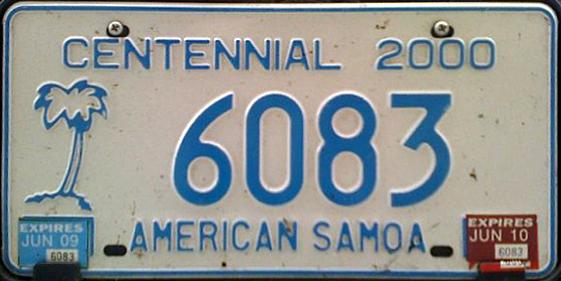 CENTENNIAL 2000
6083
AMERICAN SAMOA
EXPIRES
JUN 09
6083
EXPIRES
JUN 10
6083